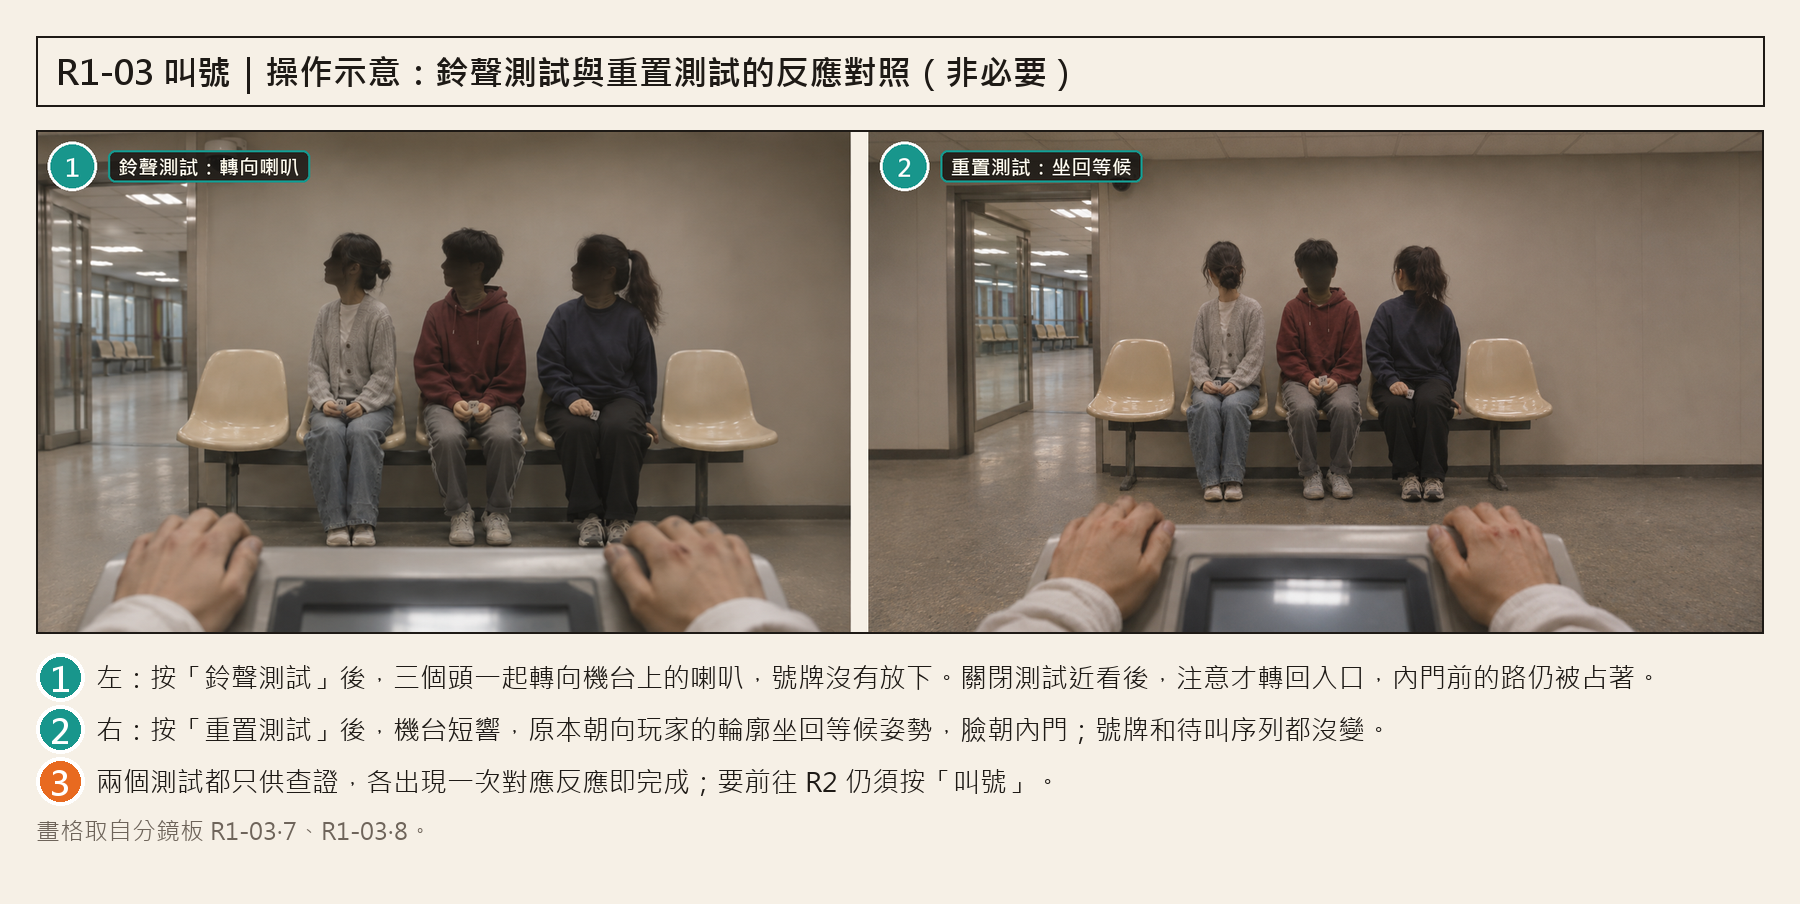 R1-03 叫號｜操作示意：鈴聲測試與重置測試的反應對照（非必要）
1 鈴聲測試：轉向喇叭
2 重置測試：坐回等候
1 左：按「鈴聲測試」後，三個頭一起轉向機台上的喇叭，號牌沒有放下。關閉測試近看後，注意才轉回入口，內門前的路仍被占著。
2 右：按「重置測試」後，機台短響，原本朝向玩家的輪廓坐回等候姿勢，臉朝內門；號牌和待叫序列都沒變。
3 兩個測試都只供查證，各出現一次對應反應即完成；要前往 R2 仍須按「叫號」。
畫格取自分鏡板 R1-03·7、R1-03·8。